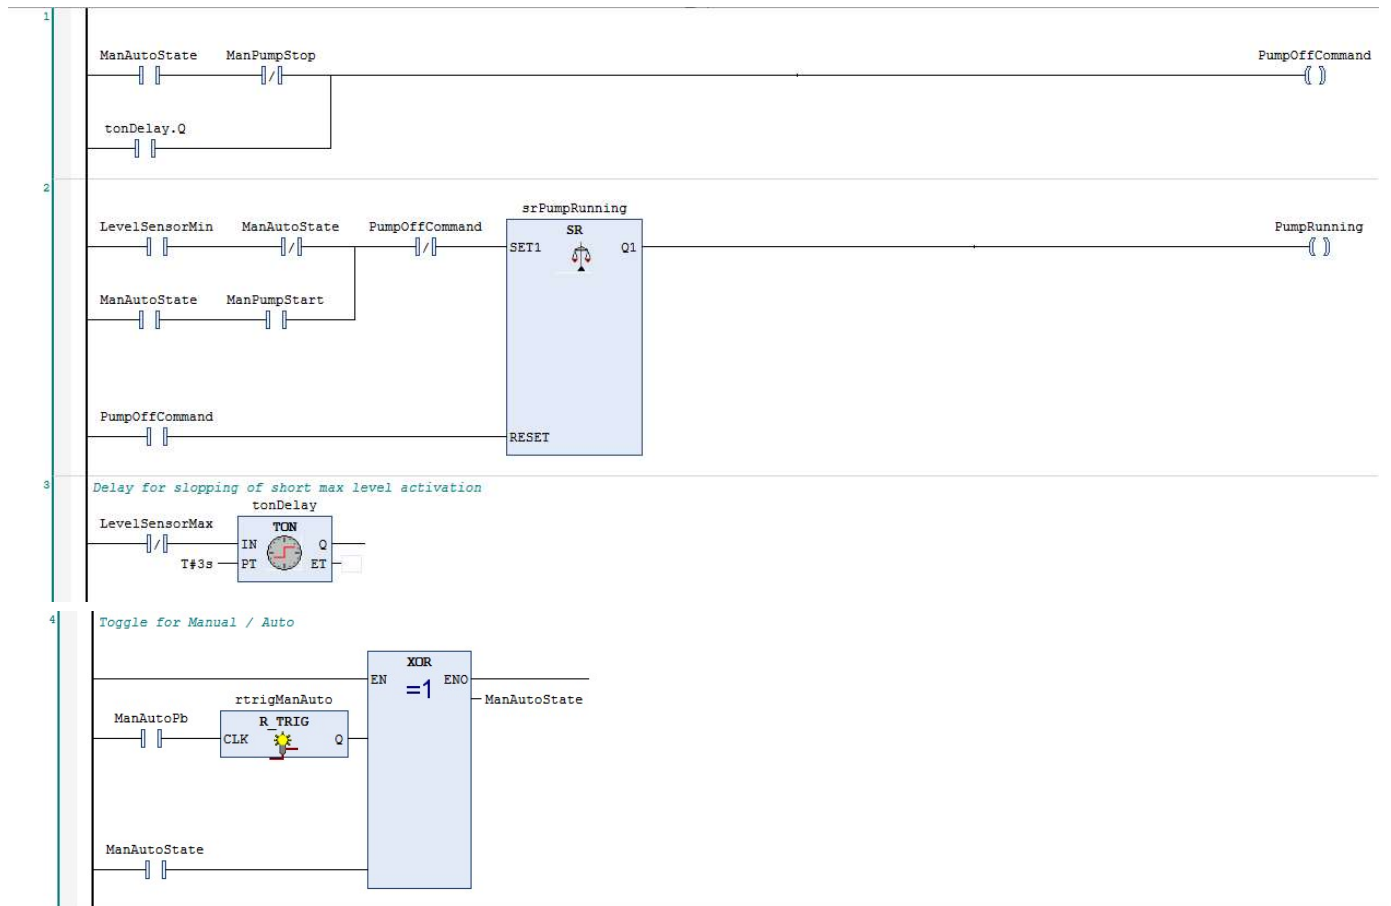 1
ManAutoState ManPumpStop PumpOffCommand
tonDelay.Q
2
srPumpRunning
LevelSensorMin ManAutoState PumpOffCommand SR PumpRunning
SET1 Q1
ManAutoState ManPumpStart
PumpOffCommand
RESET
3
Delay for slopping of short max level activation
tonDelay
LevelSensorMax TON
IN Q
T#3s PT ET
4
Toggle for Manual / Auto
XOR
EN ENO
=1
rtrigManAuto ManAutoState
ManAutoPb R_TRIG
CLK Q
ManAutoState